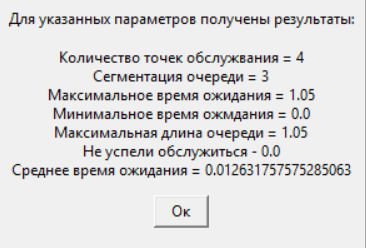 Для указанных параметров получены результаты:
Количество точек обслужвания = 4
Сегментация очереди = 3
Максимальное время ожидания = 1.05
Минимальное время ожмдания = 0.0
Максимальная длина очереди = 1.05
Не успели обслужиться - 0.0
Среднее время ожидания = 0.012631757575285063
Ок